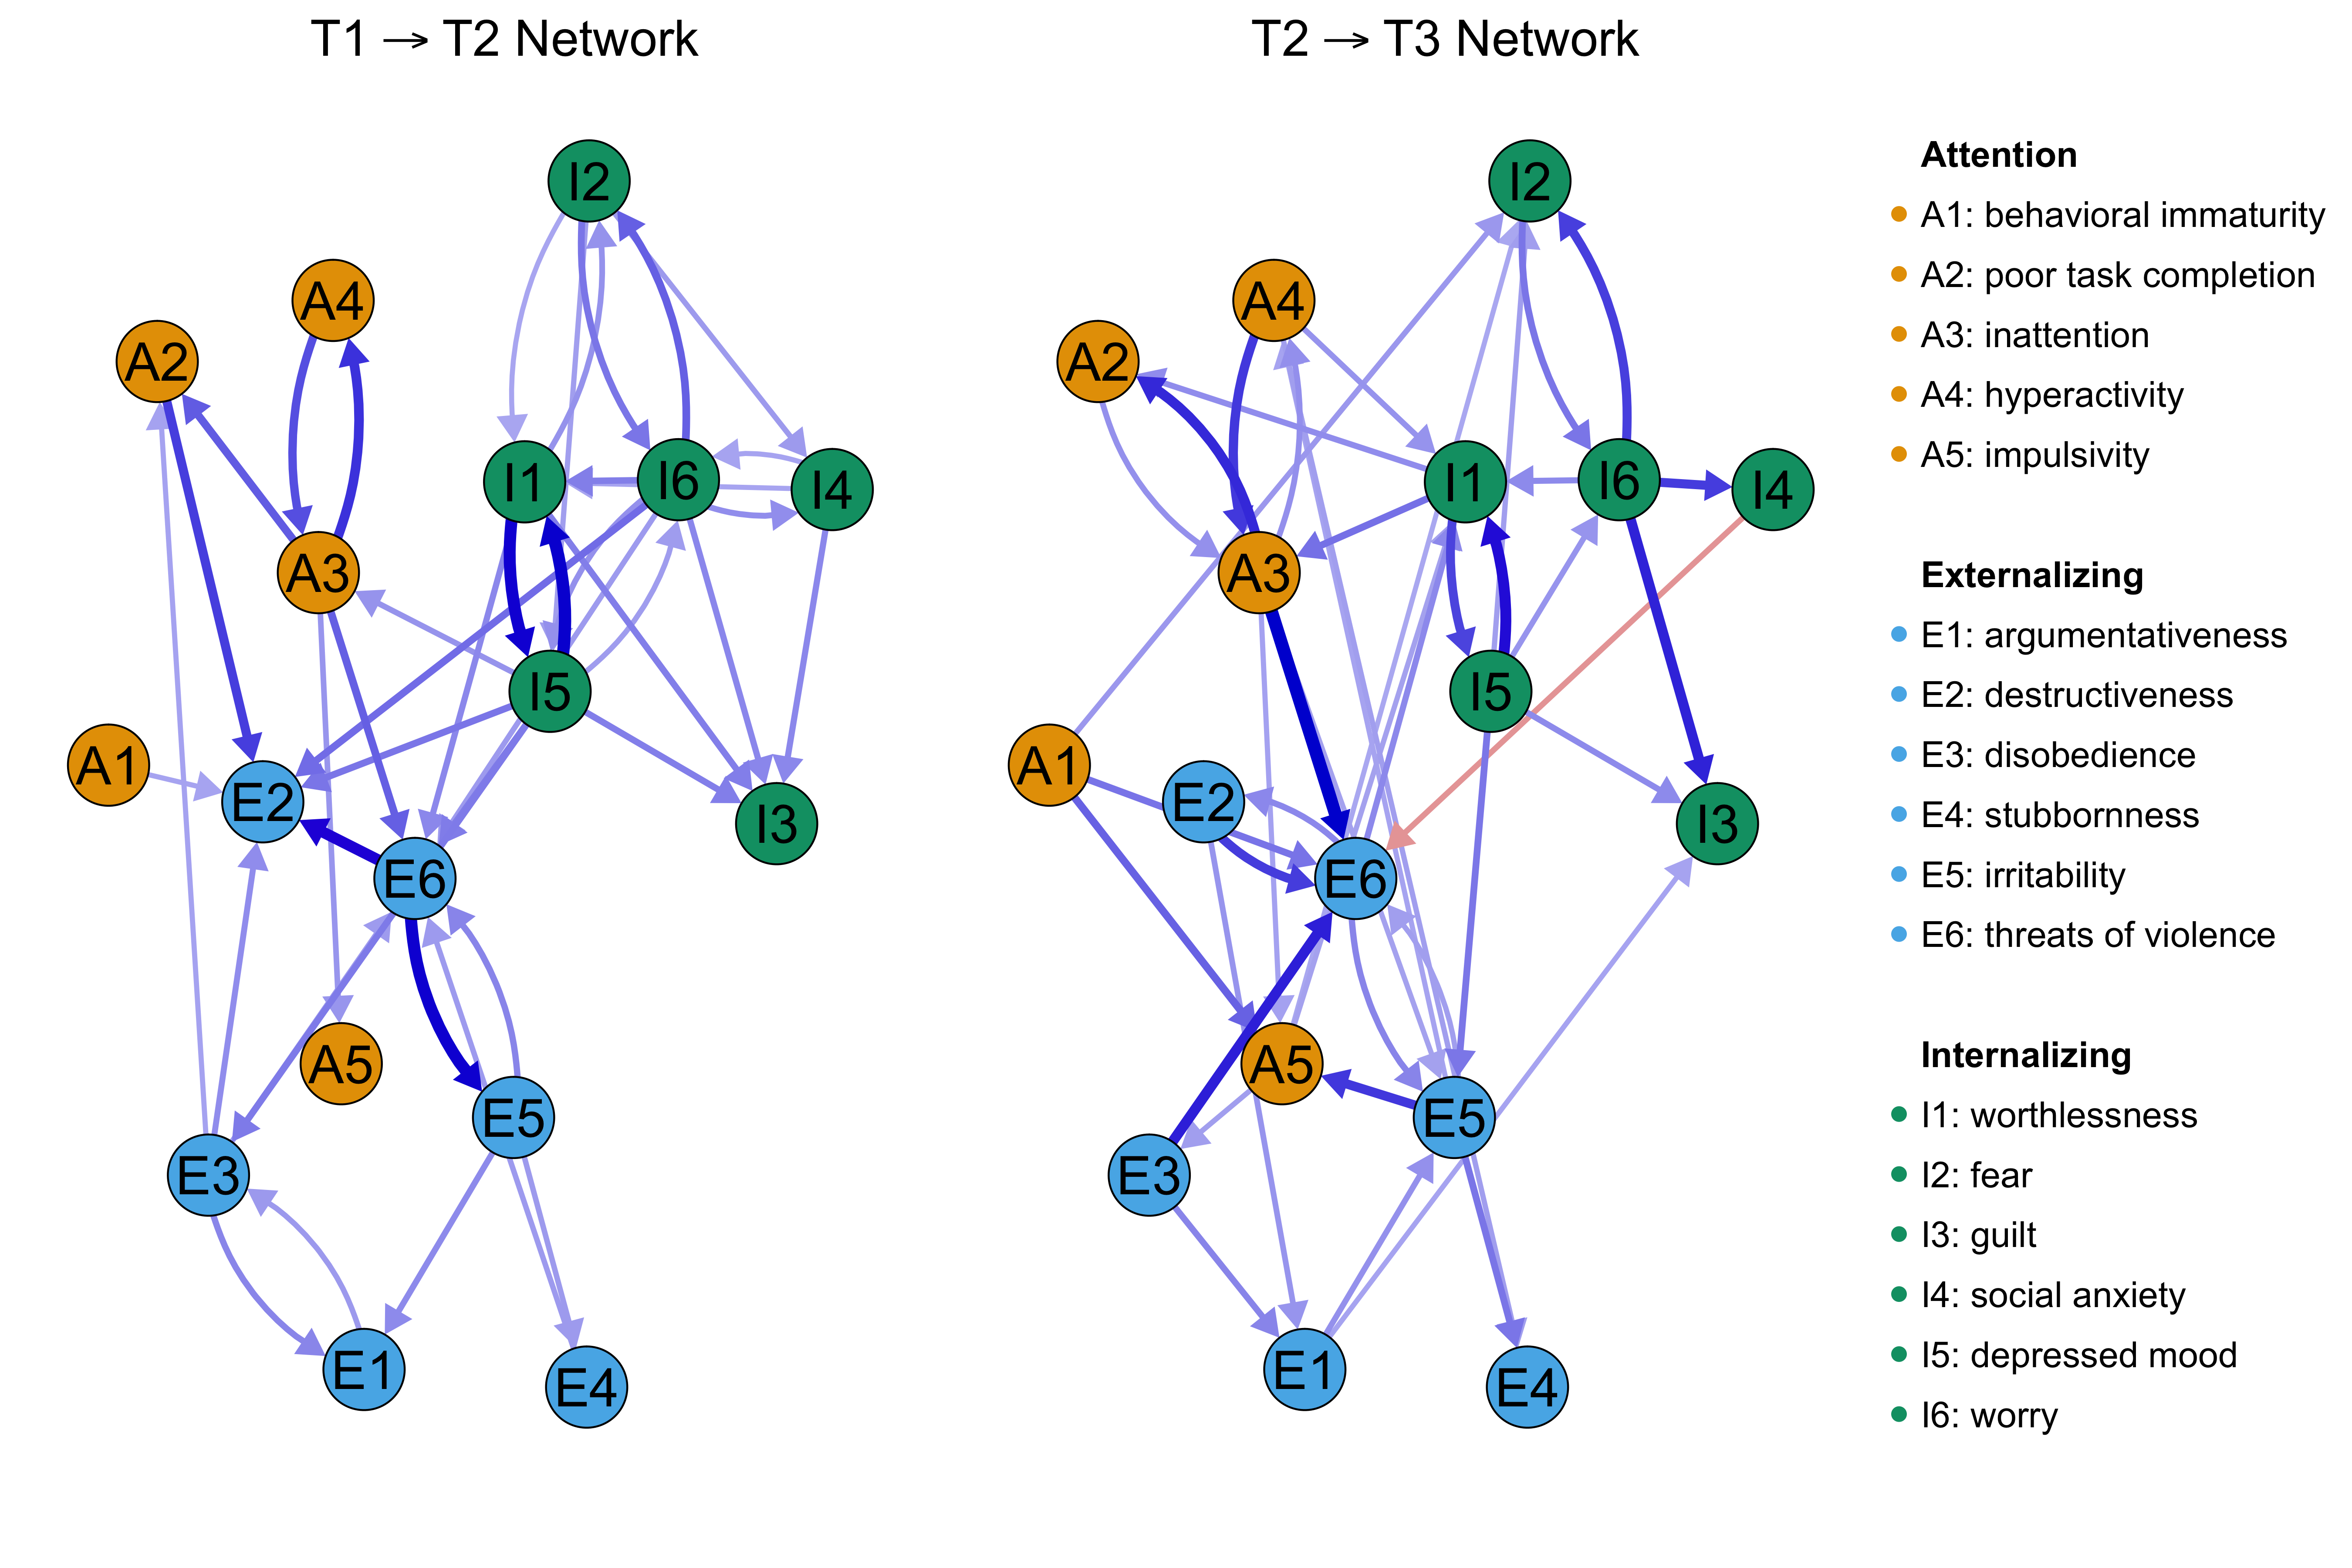 T1 → T2 Network
I2
A4
A2
I1
I6
I4
A3
I5
A1
E2
I3
E6
A5
E5
E3
E1
E4
T2 → T3 Network
I2
A4
A2
I1
I6
I4
A3
I5
A1
E2
I3
E6
A5
E5
E3
E1
E4
Attention
A1: behavioral immaturity
A2: poor task completion
A3: inattention
A4: hyperactivity
A5: impulsivity
Externalizing
E1: argumentativeness
E2: destructiveness
E3: disobedience
E4: stubbornness
E5: irritability
E6: threats of violence
Internalizing
I1: worthlessness
I2: fear
I3: guilt
I4: social anxiety
I5: depressed mood
I6: worry